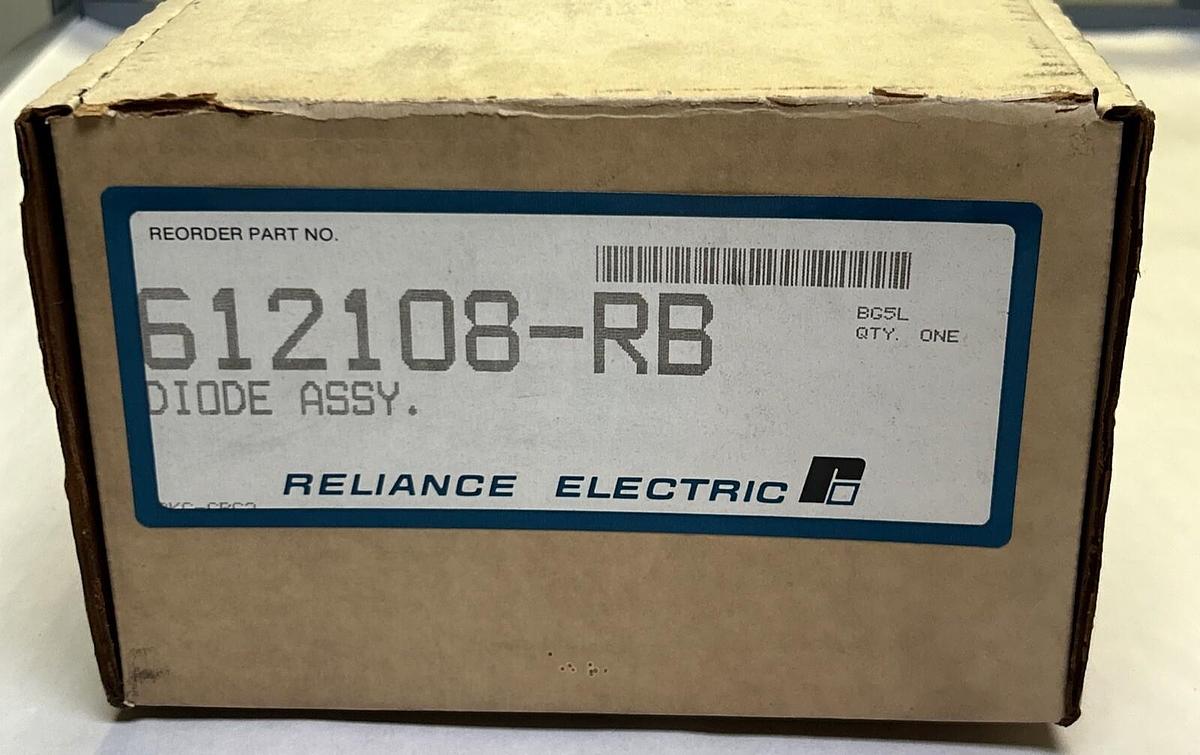 REORDER PART NO.
612108-RB
BG5L
QTY. ONE
DIODE ASSY.
RELIANCE ELECTRIC